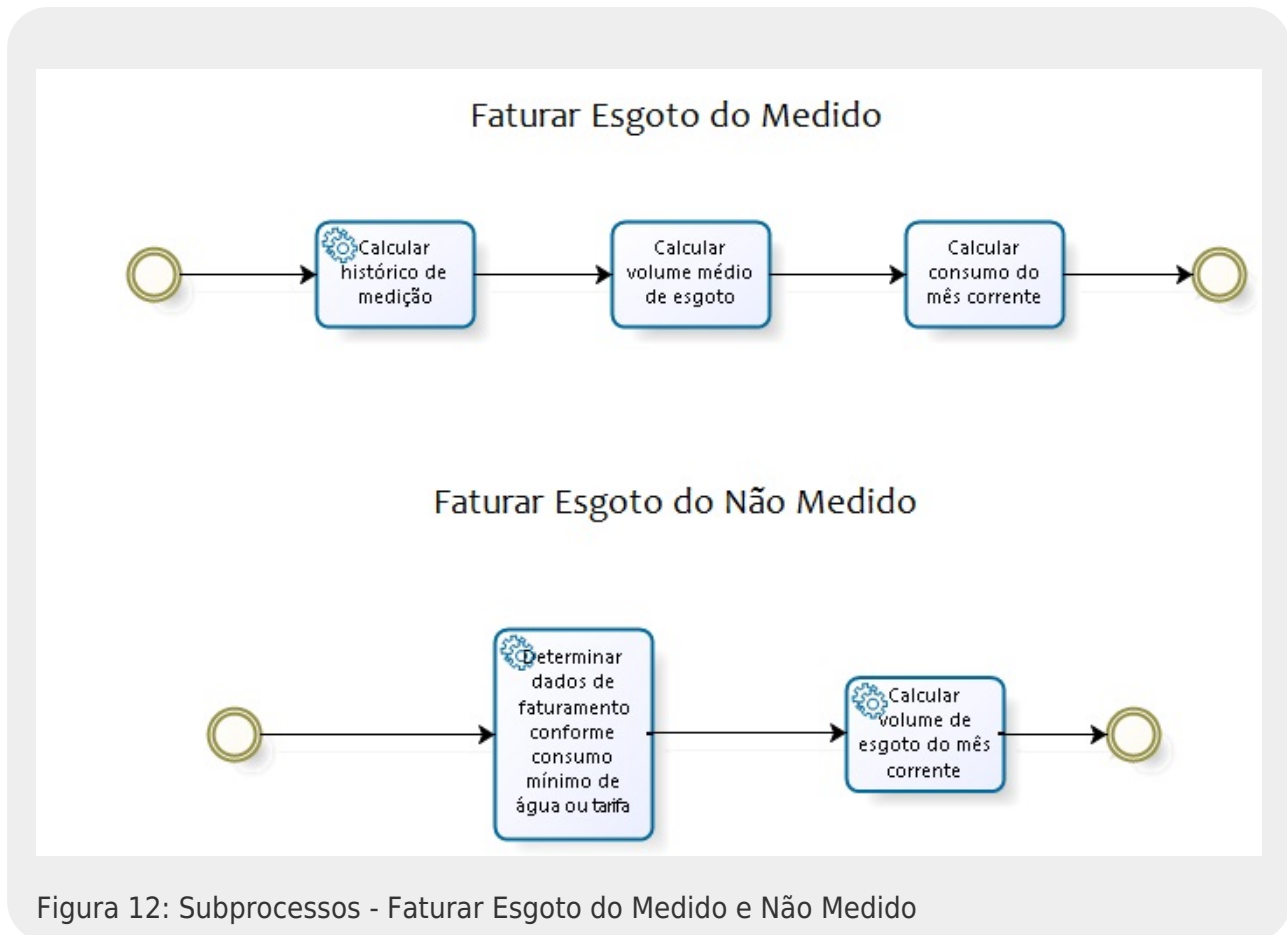 Faturar Esgoto do Medido
Calcular
histórico de
medição
Calcular
volume médio
de esgoto
Calcular
consumo do
mês corrente
Faturar Esgoto do Não Medido
Determinar
dados de
faturamento
conforme
consumo
mínimo de
água ou tarifa
Calcular
volume de
esgoto do mês
corrente
Figura 12: Subprocessos - Faturar Esgoto do Medido e Não Medido